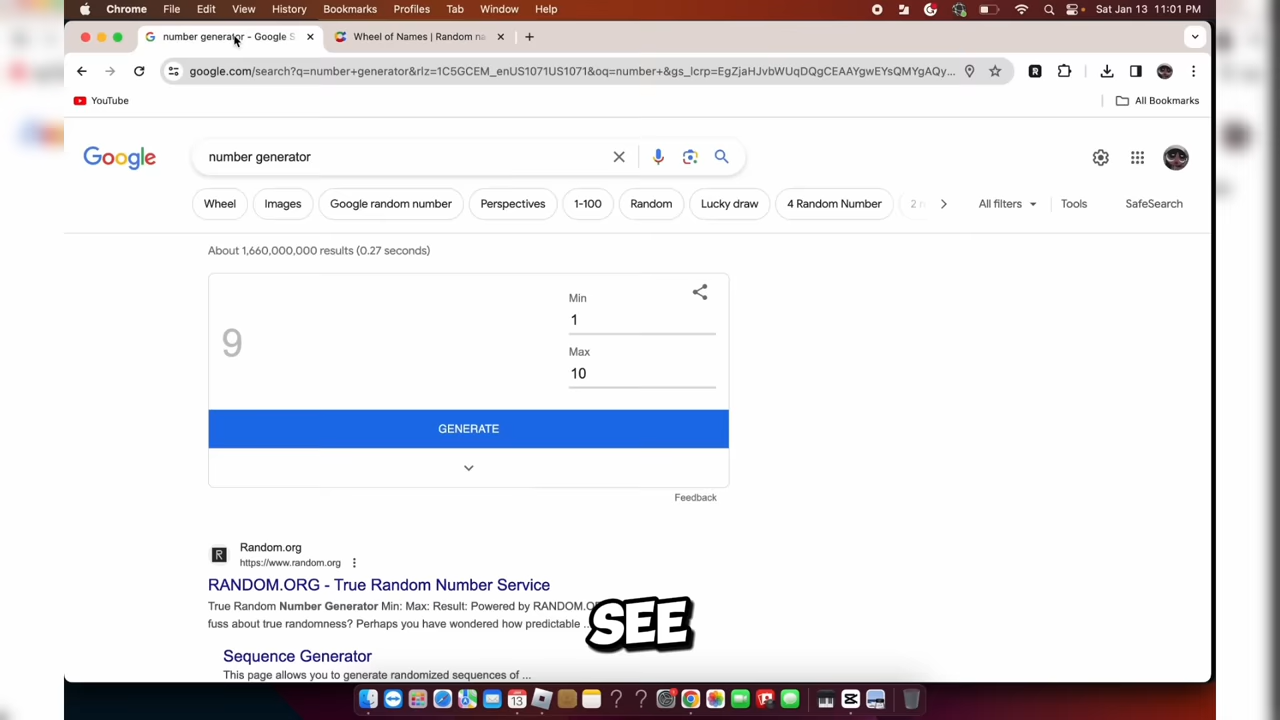 Chrome File Edit View History Bookmarks Profiles Tab Window Help Sat Jan 13 11:01 PM
number generator - Google S Wheel of Names | Random na
google.com/search?q=number+generator&rlz=1C5GCEM_enUS1071US1071&oq=number+&gs_lcrp=EgZjaHJvbWUqDQgCEAAYgwEYsQMYgAQy...
YouTube All Bookmarks
Google number generator
Wheel Images Google random number Perspectives 1-100 Random Lucky draw 4 Random Number All filters Tools SafeSearch
About 1,660,000,000 results (0.27 seconds)
Min
1
9
Max
10
GENERATE
Feedback
Random.org
https://www.random.org
RANDOM.ORG - True Random Number Service
True Random Number Generator Min: Max: Result: Powered by RANDOM.O
fuss about true randomness? Perhaps you have wondered how predictable ..
SEE
Sequence Generator
This page allows you to generate randomized sequences of ...
13